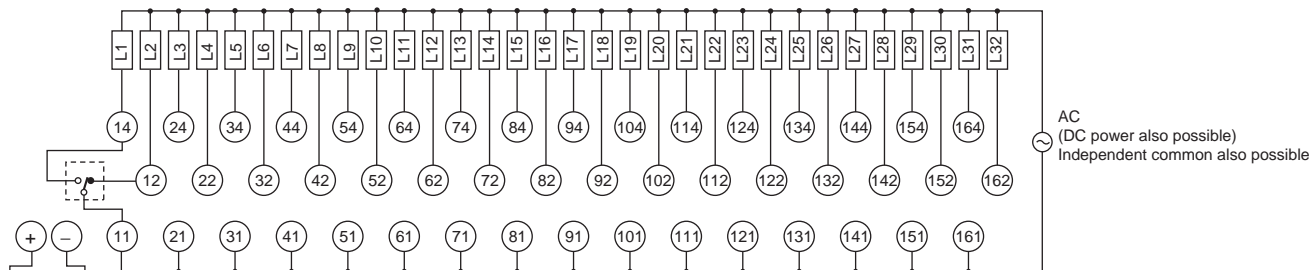 L1 L2 L3 L4 L5 L6 L7 L8 L9 L10 L11 L12 L13 L14 L15 L16 L17 L18 L19 L20 L21 L22 L23 L24 L25 L26 L27 L28 L29 L30 L31 L32
14 24 34 44 54 64 74 84 94 104 114 124 134 144 154 164
AC
(DC power also possible)
Independent common also possible
12 22 32 42 52 62 72 82 92 102 112 122 132 142 152 162
+ − 11 21 31 41 51 61 71 81 91 101 111 121 131 141 151 161